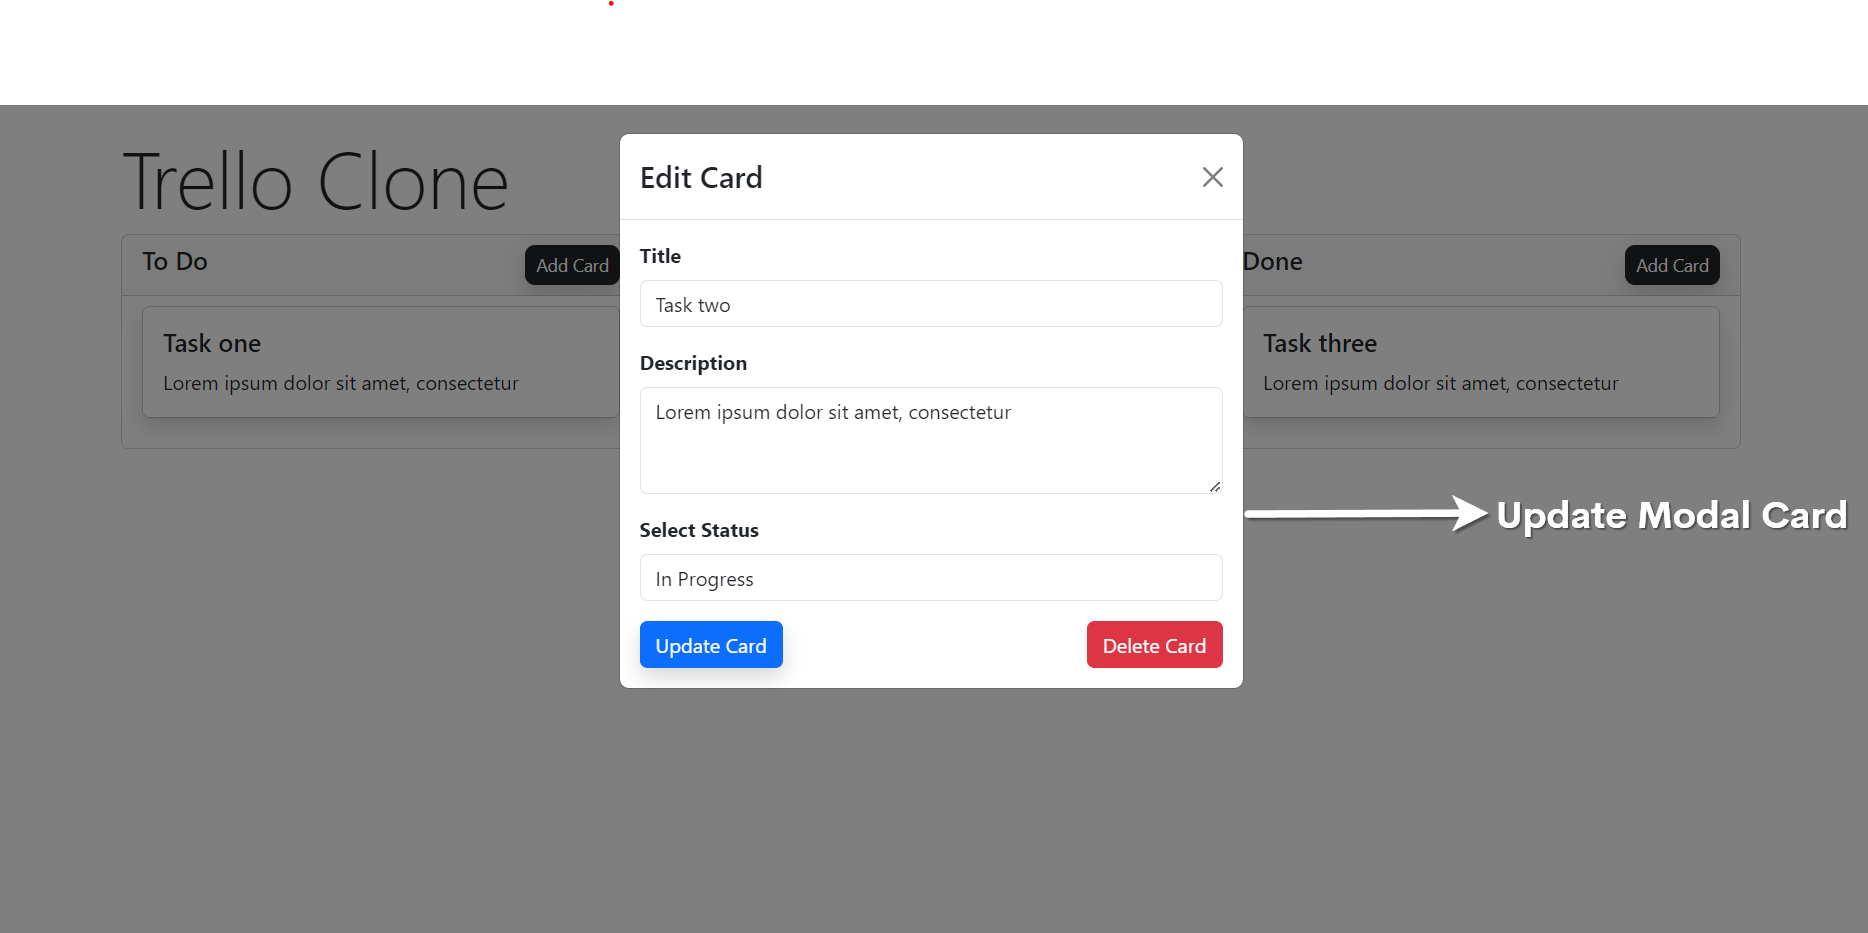 Trello Clone
To Do
Add Card
Task one
Lorem ipsum dolor sit amet, consectetur
Edit Card
Title
Task two
Description
Lorem ipsum dolor sit amet, consectetur
Select Status
In Progress
Update Card
Delete Card
Done
Add Card
Task three
Lorem ipsum dolor sit amet, consectetur
Update Modal Card